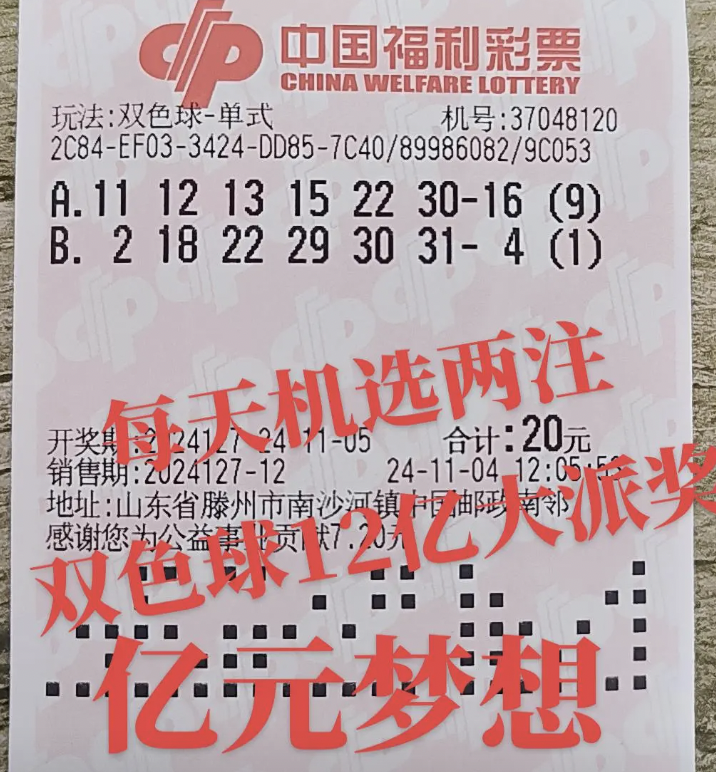 中国福利彩票
CHINA WELFARE LOTTERY
玩法:双色球-单式 机号:37048120
2C84-EF03-3424-DD85-7C40/89986082/9C053
A. 11 12 13 15 22 30-16 (9)
B. 2 18 22 29 30 31- 4 (1)
每天机选两注
开奖期:2024127 24-11-05 合计:20元
销售期:2024127-12 24-11-04 12:05:53
地址:山东省滕州市南沙河镇中国邮政南邻
感谢您为公益事业贡献7.20元
双色球12亿大派奖
亿元梦想